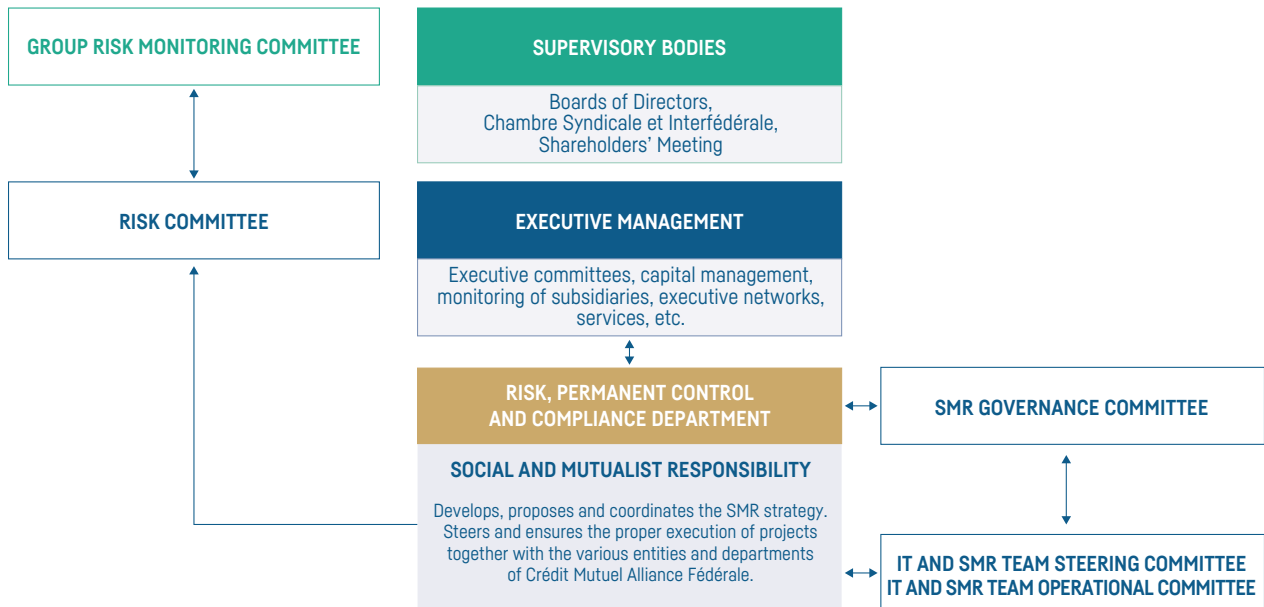 GROUP RISK MONITORING COMMITTEE
SUPERVISORY BODIES
Boards of Directors,
Chambre Syndicale et Interfédérale,
Shareholders’ Meeting
RISK COMMITTEE
EXECUTIVE MANAGEMENT
Executive committees, capital management,
monitoring of subsidiaries, executive networks,
services, etc.
RISK, PERMANENT CONTROL
AND COMPLIANCE DEPARTMENT
SMR GOVERNANCE COMMITTEE
SOCIAL AND MUTUALIST RESPONSIBILITY
Develops, proposes and coordinates the SMR strategy.
Steers and ensures the proper execution of projects
together with the various entities and departments
of Crédit Mutuel Alliance Fédérale.
IT AND SMR TEAM STEERING COMMITTEE
IT AND SMR TEAM OPERATIONAL COMMITTEE